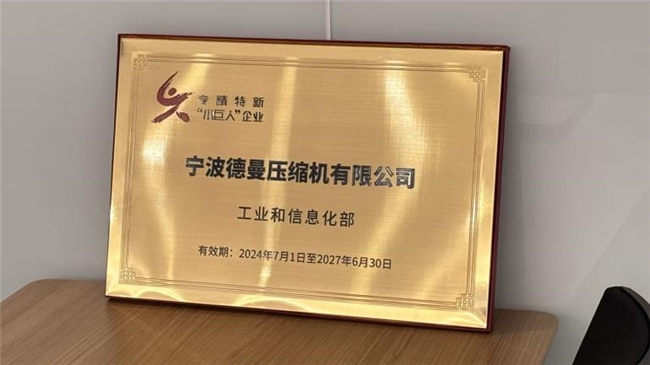 专精特新
“小巨人”企业
宁波德曼压缩机有限公司
工业和信息化部
有效期：2024年7月1日至2027年6月30日